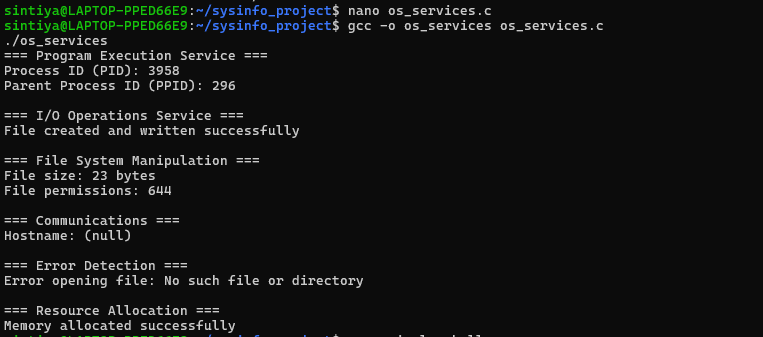 sintiya@LAPTOP-PPED66E9:~/sysinfo_project$ nano os_services.c
sintiya@LAPTOP-PPED66E9:~/sysinfo_project$ gcc -o os_services os_services.c
./os_services
=== Program Execution Service ===
Process ID (PID): 3958
Parent Process ID (PPID): 296
=== I/O Operations Service ===
File created and written successfully
=== File System Manipulation ===
File size: 23 bytes
File permissions: 644
=== Communications ===
Hostname: (null)
=== Error Detection ===
Error opening file: No such file or directory
=== Resource Allocation ===
Memory allocated successfully